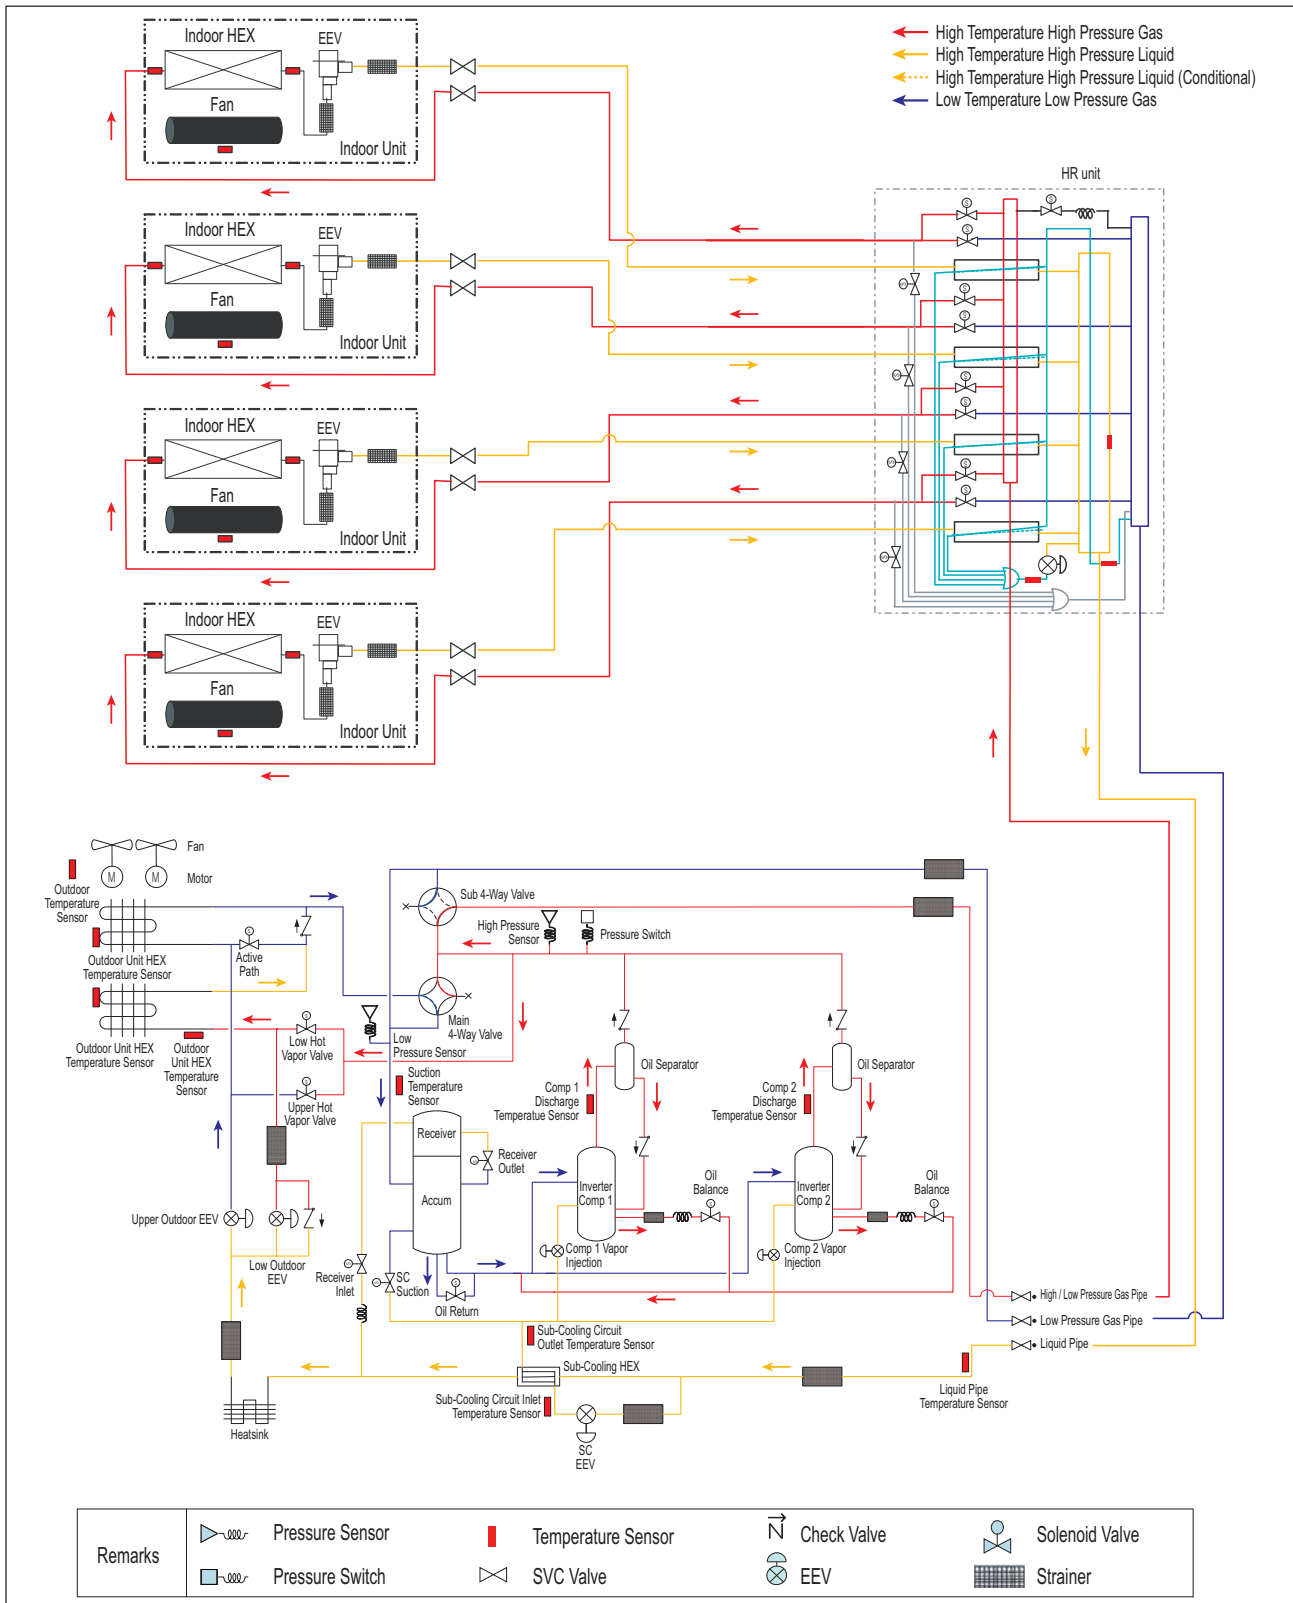 High Temperature High Pressure Gas
High Temperature High Pressure Liquid
High Temperature High Pressure Liquid (Conditional)
Low Temperature Low Pressure Gas
Indoor HEX
EEV
Fan
Indoor Unit
HR unit
S
S
S
S
S
S
S
S
S
S
S
S
S
Indoor HEX
EEV
Fan
Indoor Unit
Indoor HEX
EEV
Fan
Indoor Unit
Indoor HEX
EEV
Fan
Indoor Unit
Fan
M
M
Motor
Outdoor
Temperature
Sensor
Sub 4-Way Valve
High Pressure
Sensor
Pressure Switch
S
Active
Path
Outdoor Unit HEX
Temperature Sensor
Main
4-Way Valve
Outdoor Unit HEX
Temperature Sensor
Outdoor
Unit HEX
Temperature
Sensor
S
Low Hot
Vapor Valve
Low
Pressure Sensor
S
Upper Hot
Vapor Valve
Suction
Temperature
Sensor
Oil Separator
Oil Separator
Comp 1
Discharge
Temperatue Sensor
Comp 2
Discharge
Temperatue Sensor
Receiver
S
Receiver
Outlet
Accum
Inverter
Comp 1
Oil
Balance
S
Inverter
Comp 2
Oil
Balance
S
Upper Outdoor EEV
Low Outdoor
EEV
S
Receiver
Inlet
S
SC
Suction
S
Oil Return
Comp 1 Vapor
Injection
Comp 2 Vapor
Injection
High / Low Pressure Gas Pipe
Low Pressure Gas Pipe
Liquid Pipe
Sub-Cooling Circuit
Outlet Temperature Sensor
Sub-Cooling HEX
Sub-Cooling Circuit Inlet
Temperature Sensor
Liquid Pipe
Temperature Sensor
Heatsink
SC
EEV
Remarks
Pressure Sensor
Temperature Sensor
Check Valve
Solenoid Valve
Pressure Switch
SVC Valve
EEV
Strainer